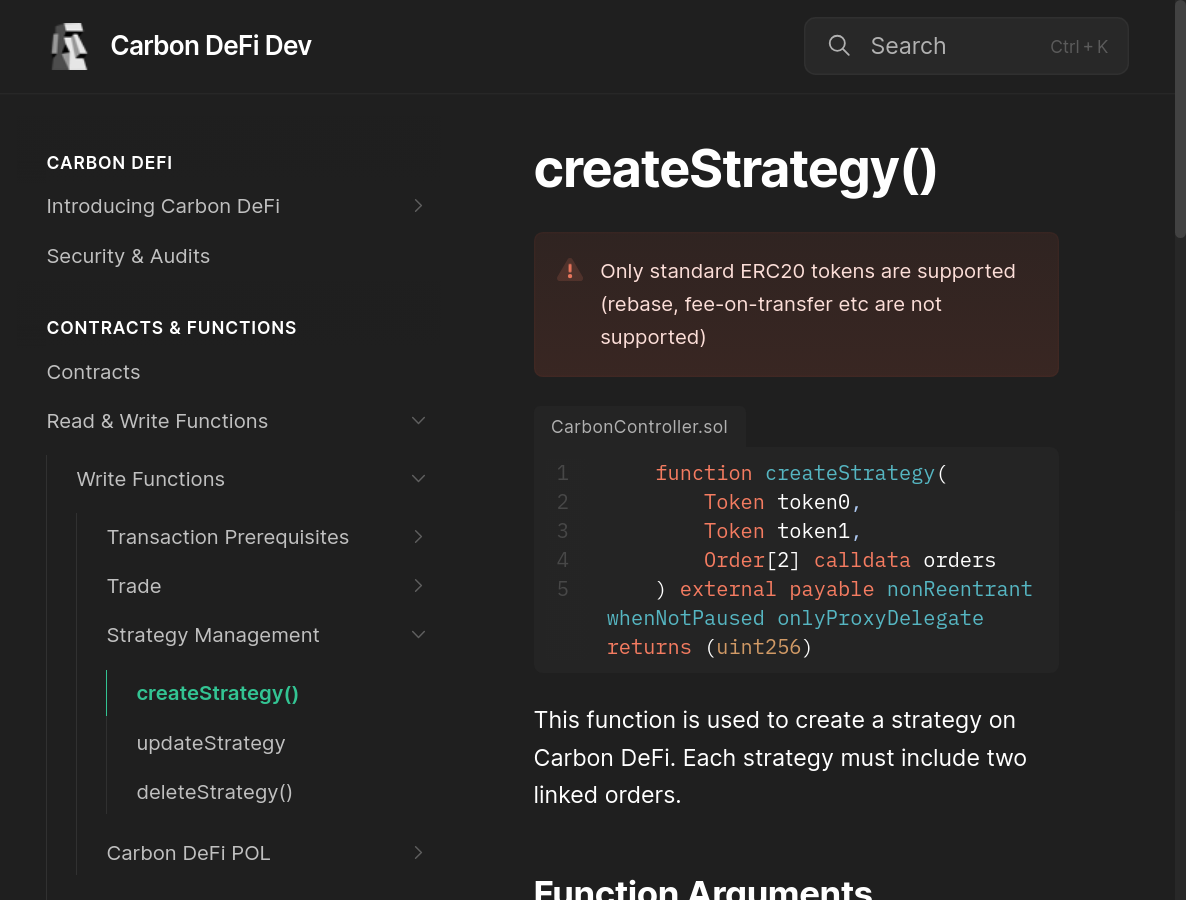 Carbon DeFi Dev
Search
Ctrl + K
CARBON DEFI
Introducing Carbon DeFi
Security & Audits
CONTRACTS & FUNCTIONS
Contracts
Read & Write Functions
Write Functions
Transaction Prerequisites
Trade
Strategy Management
createStrategy()
updateStrategy
deleteStrategy()
Carbon DeFi POL
createStrategy()
Only standard ERC20 tokens are supported
(rebase, fee-on-transfer etc are not
supported)
CarbonController.sol
1 function createStrategy(
2 Token token0,
3 Token token1,
4 Order[2] calldata orders
5 ) external payable nonReentrant
whenNotPaused onlyProxyDelegate
returns (uint256)
This function is used to create a strategy on
Carbon DeFi. Each strategy must include two
linked orders.
Function Arguments